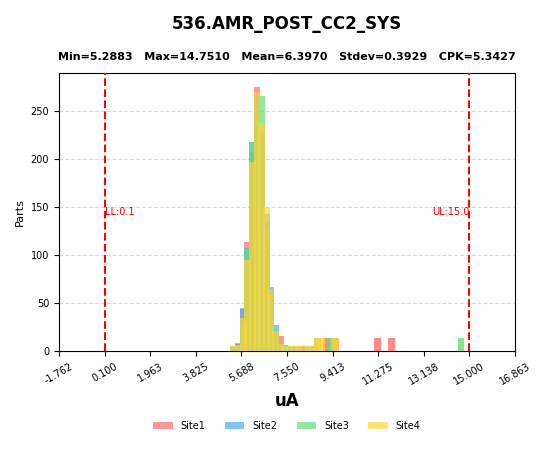 536.AMR_POST_CC2_SYS
Min=5.2883 Max=14.7510 Mean=6.3970 Stdev=0.3929 CPK=5.3427
Parts
250
200
150
100
50
0
LL:0.1
UL:15.0
-1.762 0.100 1.963 3.825 5.688 7.550 9.413 11.275 13.138 15.000 16.863
uA
Site1 Site2 Site3 Site4